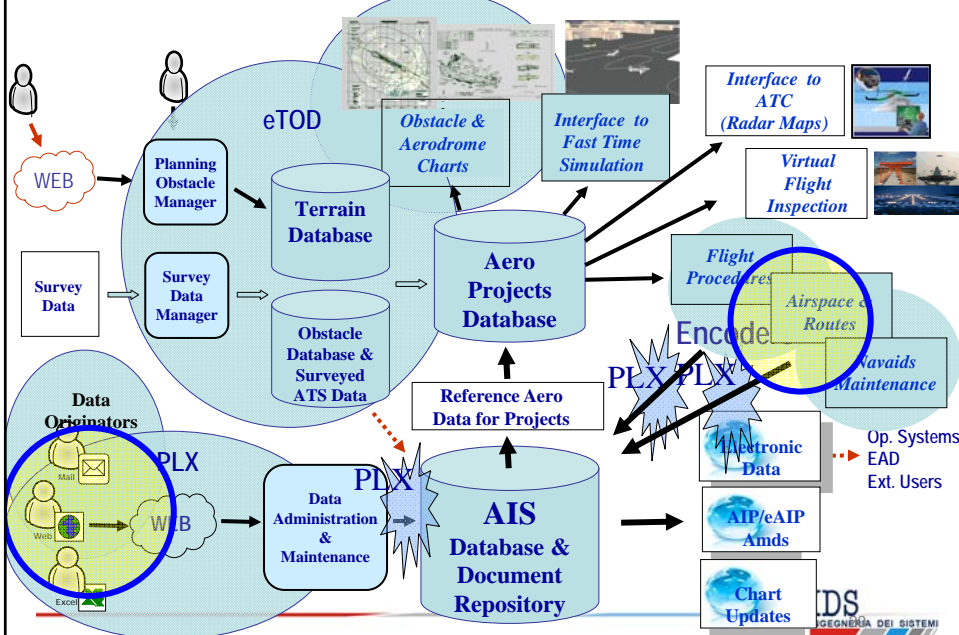 eTOD
Obstacle &
Aerodrome
Charts
Interface to
Fast Time
Simulation
Interface to
ATC
(Radar Maps)
Virtual
Flight
Inspection
WEB
Planning
Obstacle
Manager
Terrain
Database
Aero
Projects
Database
Flight
Procedures
Airspace &
Routes
Navaids
Maintenance
Encode
Survey
Data
Survey
Data
Manager
Obstacle
Database &
Surveyed
ATS Data
Reference Aero
Data for Projects
PLX
PLX
Data
Originators
Mail
Web
Excel
PLX
WEB
Data
Administration
&
Maintenance
PLX
AIS
Database &
Document
Repository
Electronic
Data
AIP/eAIP
Amds
Chart
Updates
Op. Systems
EAD
Ext. Users
IDS
INGEGNERIA DEI SISTEMI